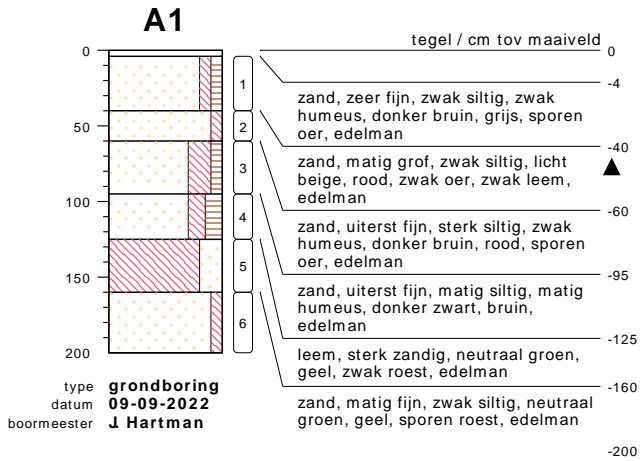 A1
tegel / cm tov maaiveld
0
0
-4
1
zand, zeer fijn, zwak siltig, zwak
humeus, donker bruin, grijs, sporen
oer, edelman
-40
50
2
zand, matig grof, zwak siltig, licht
beige, rood, zwak oer, zwak leem,
edelman
-60
3
zand, uiterst fijn, sterk siltig, zwak
humeus, donker bruin, rood, sporen
oer, edelman
-95
100
4
zand, uiterst fijn, matig siltig, matig
humeus, donker zwart, bruin,
edelman
-125
150
5
leem, sterk zandig, neutraal groen,
geel, zwak roest, edelman
-160
200
6
zand, matig fijn, zwak siltig, neutraal
groen, geel, sporen roest, edelman
-200
type grondboring
datum 09-09-2022
boormeester J. Hartman